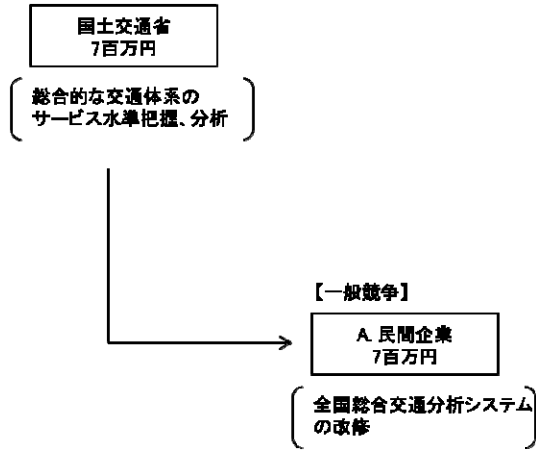 国土交通省
7百万円
総合的な交通体系の
サービス水準把握、分析
【一般競争】
A. 民間企業
7百万円
全国総合交通分析システム
の改修